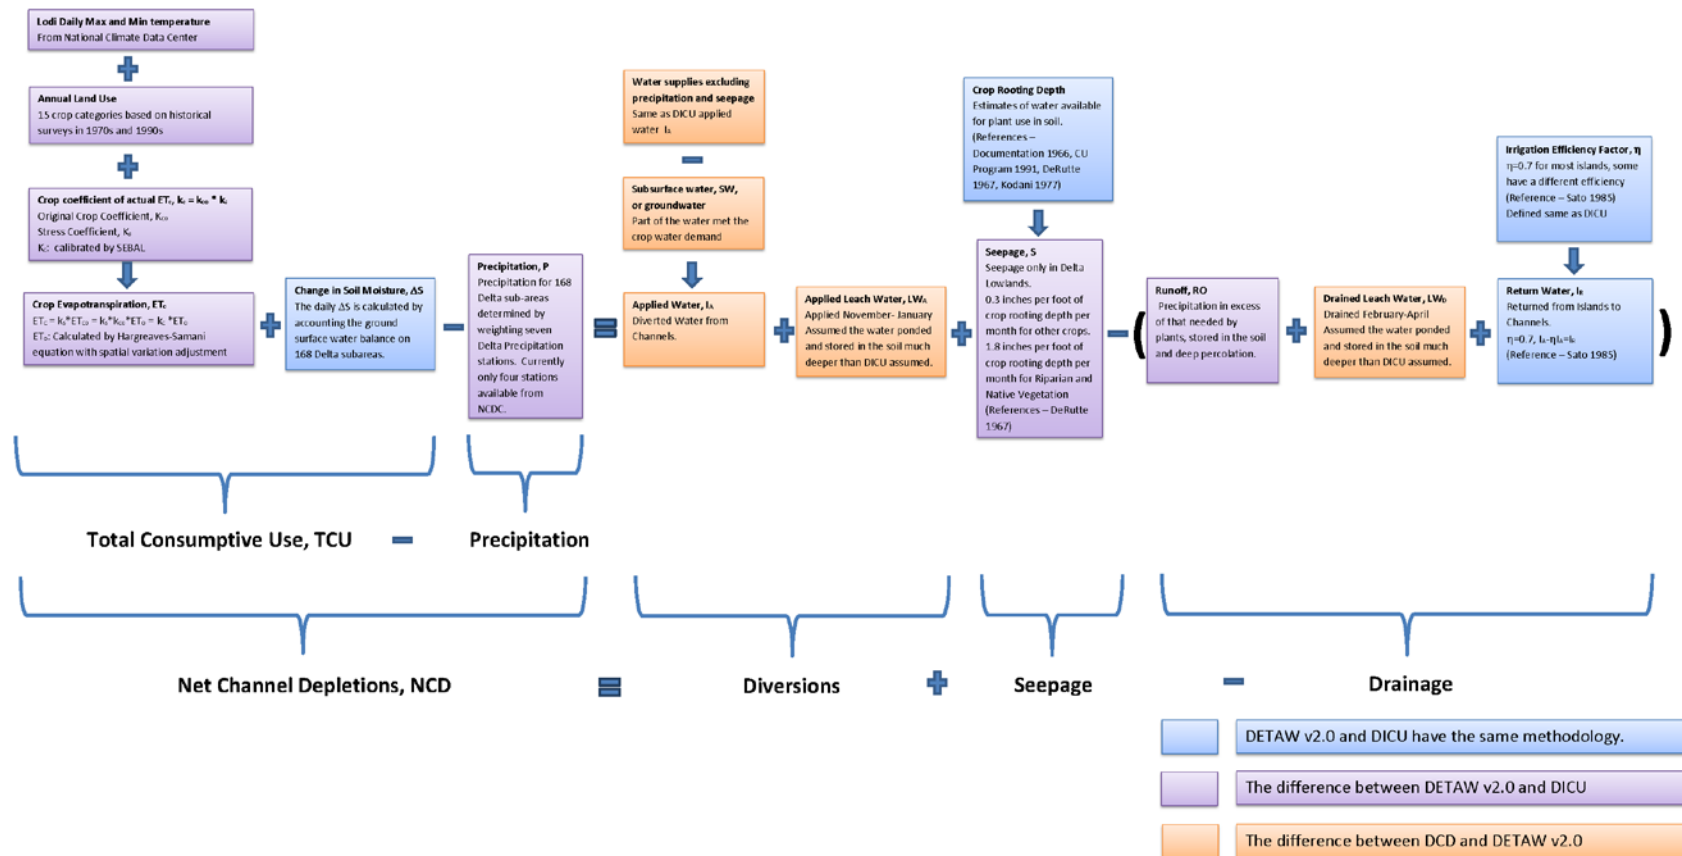 Lodi Daily Max and Min temperature
From National Climate Data Center
Annual Land Use
15 crop categories based on historical
surveys in 1970s and 1990s
Crop coefficient of actual ETc, kc = kco * ks
Original Crop Coefficient, Kco
Stress Coefficient, Ks
Kc: calibrated by SEBAL
Crop Evapotranspiration, ETc
ETc = ks*ETco = ks*kco*ETo = kc *ETo
ETo: Calculated by Hargreaves-Samani
equation with spatial variation adjustment
Change in Soil Moisture, ΔS
The daily ΔS is calculated by
accounting the ground
surface water balance on
168 Delta subareas.
Precipitation, P
Precipitation for 168
Delta sub-areas
determined by
weighting seven
Delta Precipitation
stations. Currently
only four stations
available from
NCDC.
Water supplies excluding
precipitation and seepage
Same as DICU applied
water IA
Subsurface water, SW,
or groundwater
Part of the water met the
crop water demand
Applied Water, IA
Diverted Water from
Channels.
Applied Leach Water, LWA
Applied November- January
Assumed the water ponded
and stored in the soil much
deeper than DICU assumed.
Crop Rooting Depth
Estimates of water available
for plant use in soil.
(References –
Documentation 1966, CU
Program 1991, DeRutte
1967, Kodani 1977)
Seepage, S
Seepage only in Delta
Lowlands.
0.3 inches per foot of
crop rooting depth per
month for other crops.
1.8 inches per foot of
crop rooting depth per
month for Riparian and
Native Vegetation
(References – DeRutte
1967)
Runoff, RO
Precipitation in excess
of that needed by
plants, stored in the soil
and deep percolation.
Drained Leach Water, LWD
Drained February-April
Assumed the water ponded
and stored in the soil much
deeper than DICU assumed.
Irrigation Efficiency Factor, η
η=0.7 for most islands, some
have a different efficiency
(Reference – Sato 1985)
Defined same as DICU
Return Water, IR
Returned from Islands to
Channels.
η=0.7, IA-ηIA=IR
(Reference – Sato 1985)
Total Consumptive Use, TCU − Precipitation
Net Channel Depletions, NCD = Diversions + Seepage − Drainage
DETAW v2.0 and DICU have the same methodology.
The difference between DETAW v2.0 and DICU
The difference between DCD and DETAW v2.0